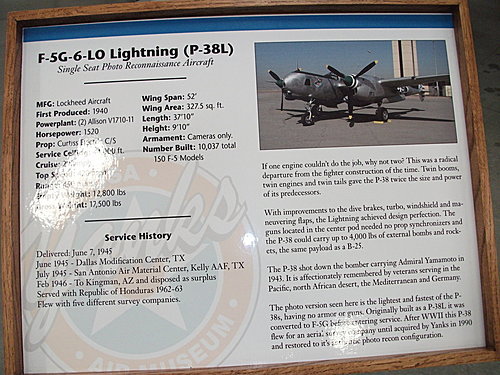 F-5G-6-LO Lightning (P-38L)
Single Seat Photo Reconnaissance Aircraft
MFG: Lockheed Aircraft
First Produced: 1940
Powerplant: (2) Allison V1710-11
Horsepower: 1520
Prop: Curtiss Electric C/S
Service Ceiling:
Cruise
Top Sp
Range:
Weight: 12,800 lbs
Weight: 17,500 lbs
Wing Span: 52'
Wing Area: 327.5 sq. ft.
Length: 37'10"
Height: 9'10"
Armament: Cameras only.
Number Built: 10,037 total
150 F-5 Models
Service History
Delivered: June 7, 1945
June 1945 - Dallas Modification Center, TX
July 1945 - San Antonio Air Material Center, Kelly AAF, TX
Feb 1946 - To Kingman, AZ and disposed as surplus
Served with Republic of Honduras 1962-63
Flew with five different survey companies.
If one engine couldn't do the job, why not two? This was a radical
departure from the fighter construction of the time. Twin booms,
twin engines and twin tails gave the P-38 twice the size and power
of its predecessors.
With improvements to the dive brakes, turbo, windshield and ma-
neuvering flaps, the Lightning achieved design perfection. The
guns located in the center pod needed no prop synchronizers and
the P-38 could carry up to 4,000 lbs of external bombs and rock-
ets, the same payload as a B-25.
The P-38 shot down the bomber carrying Admiral Yamamoto in
1943. It is affectionately remembered by veterans serving in the
Pacific, north African desert, the Mediterranean and Germany.
The photo version seen here is the lightest and fastest of the P-
38s, having no armor or guns. Originally built as a P-38L it was
converted to F-5G before entering service. After WWII this P-38
flew for an aerial survey company until acquired by Yanks in 1990
and restored to it's photo recon configuration.
AIR MUSEUM